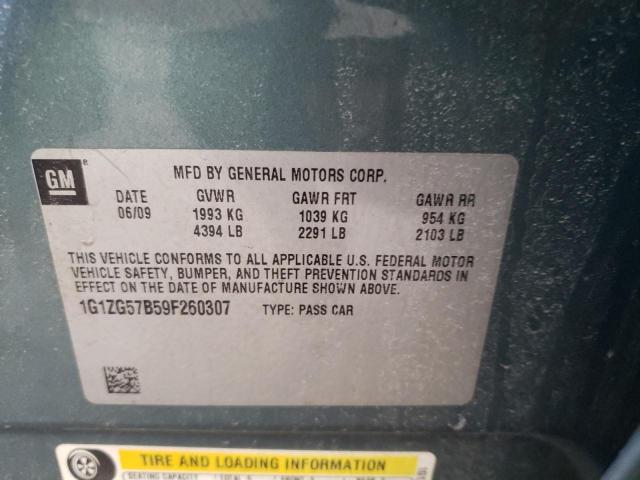 GM
MFD BY GENERAL MOTORS CORP.
DATE GVWR GAWR FRT GAWR RR
06/09 1993 KG 1039 KG 954 KG
4394 LB 2291 LB 2103 LB
THIS VEHICLE CONFORMS TO ALL APPLICABLE U.S. FEDERAL MOTOR
VEHICLE SAFETY, BUMPER, AND THEFT PREVENTION STANDARDS IN
EFFECT ON THE DATE OF MANUFACTURE SHOWN ABOVE.
1G1ZG57B59F260307 TYPE: PASS CAR
TIRE AND LOADING INFORMATION
SEATING CAPACITY